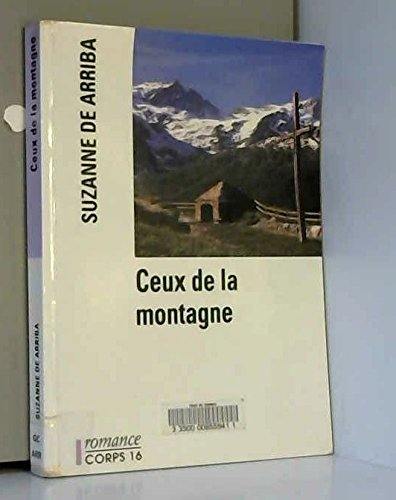 SUZANNE DE ARRIBA
Ceux de la
montagne
romance
CORPS 16
Ceux de la montagne
SUZANNE DE ARRIBA
GC
ARR